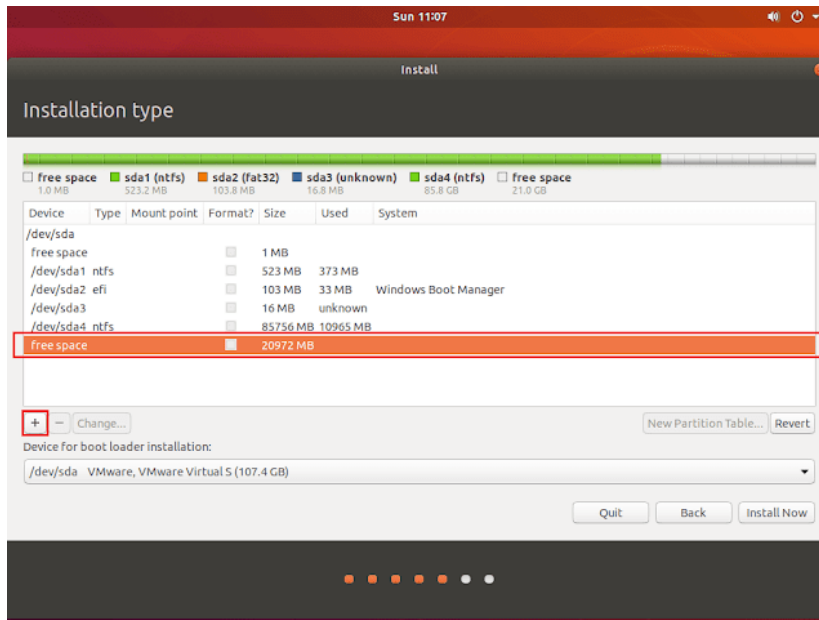 Sun 11:07
Install
Installation type
free space sda1 (ntfs) sda2 (fat32) sda3 (unknown) sda4 (ntfs) free space
1.0 MB 523.2 MB 103.8 MB 16.8 MB 85.8 GB 21.0 GB
Device Type Mount point Format? Size Used System
/dev/sda
free space 1 MB
/dev/sda1 ntfs 523 MB 373 MB
/dev/sda2 efi 103 MB 33 MB Windows Boot Manager
/dev/sda3 16 MB unknown
/dev/sda4 ntfs 85756 MB 10965 MB
free space 20972 MB
+ − Change... New Partition Table... Revert
Device for boot loader installation:
/dev/sda VMware, VMware Virtual S (107.4 GB)
Quit Back Install Now